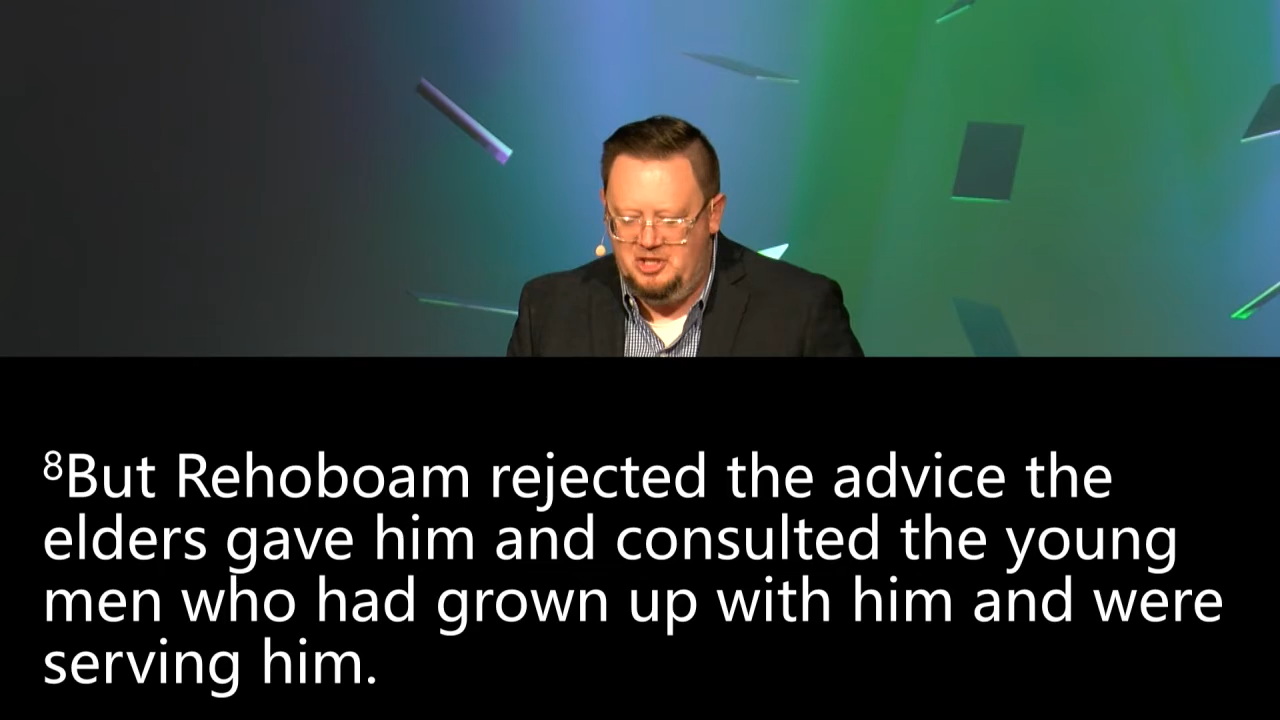 ⁸But Rehoboam rejected the advice the
elders gave him and consulted the young
men who had grown up with him and were
serving him.